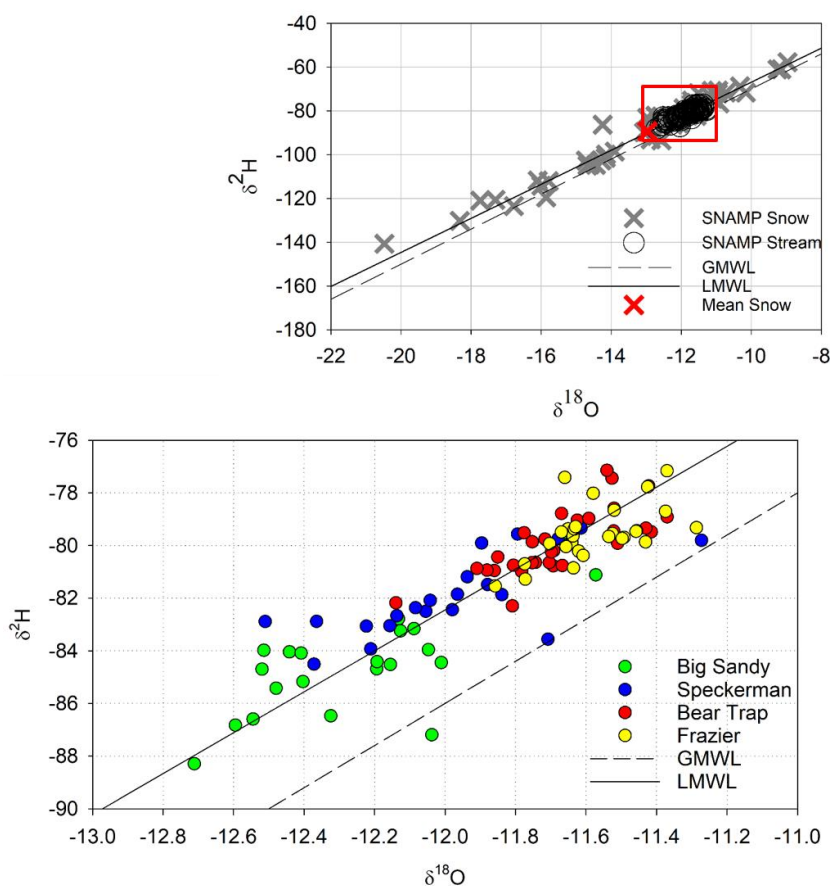 -40
-60
-80
-100
-120
-140
-160
-180
δ2H
-22 -20 -18 -16 -14 -12 -10 -8
δ18O
SNAMP Snow
SNAMP Stream
GMWL
LMWL
Mean Snow
-76
-78
-80
-82
-84
-86
-88
-90
δ2H
-13.0 -12.8 -12.6 -12.4 -12.2 -12.0 -11.8 -11.6 -11.4 -11.2 -11.0
δ18O
Big Sandy
Speckerman
Bear Trap
Frazier
GMWL
LMWL